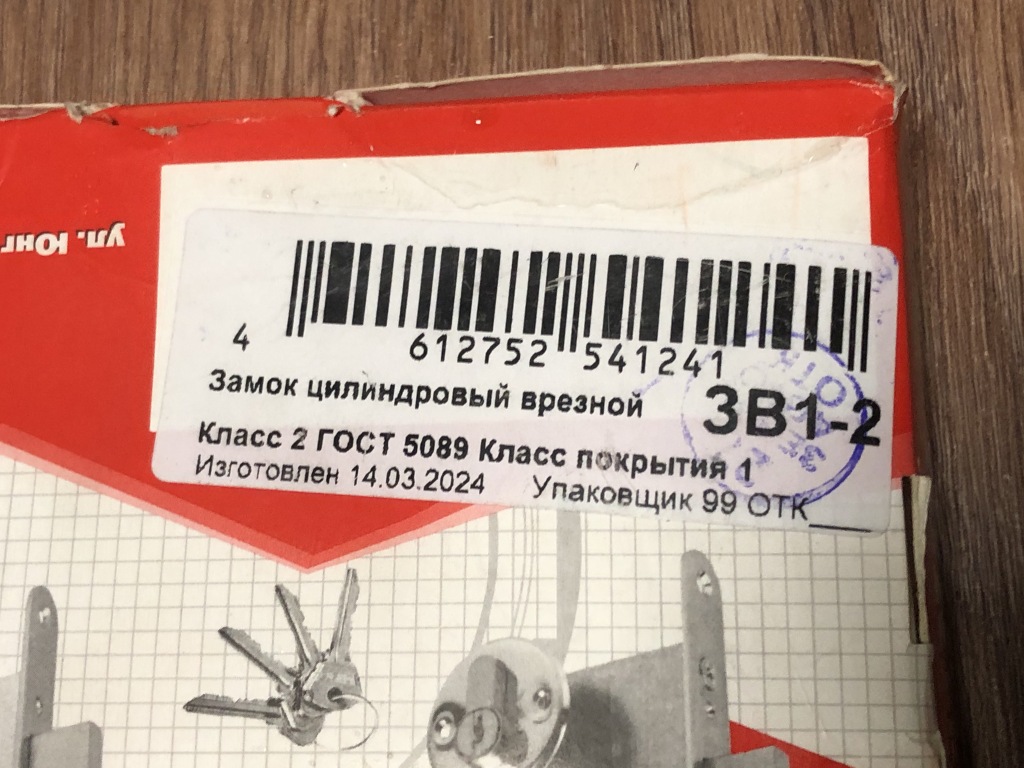 ул. Юнг
4 612752 541241
Замок цилиндровый врезной ЗВ1-2
Класс 2 ГОСТ 5089 Класс покрытия 1
Изготовлен 14.03.2024 Упаковщик 99 ОТК____